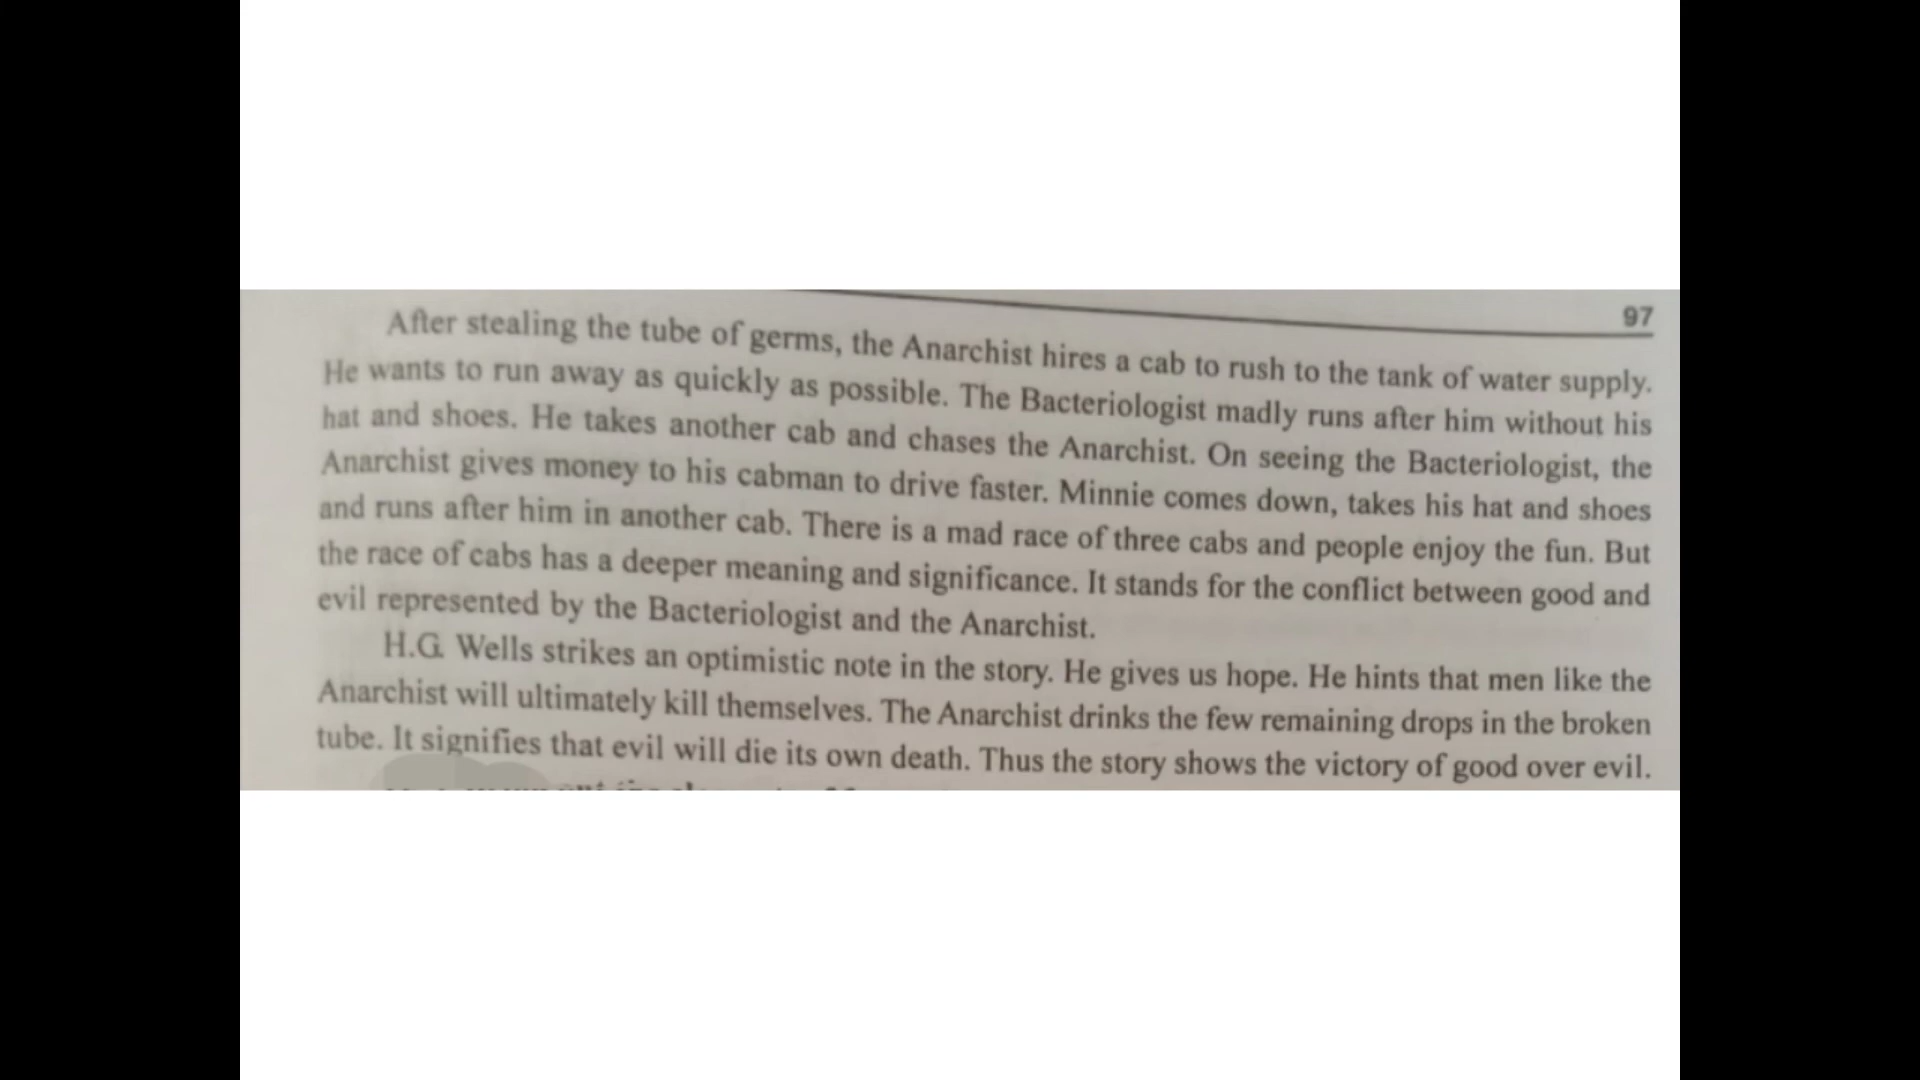 97
After stealing the tube of germs, the Anarchist hires a cab to rush to the tank of water supply.
He wants to run away as quickly as possible. The Bacteriologist madly runs after him without his
hat and shoes. He takes another cab and chases the Anarchist. On seeing the Bacteriologist, the
Anarchist gives money to his cabman to drive faster. Minnie comes down, takes his hat and shoes
and runs after him in another cab. There is a mad race of three cabs and people enjoy the fun. But
the race of cabs has a deeper meaning and significance. It stands for the conflict between good and
evil represented by the Bacteriologist and the Anarchist.
H.G. Wells strikes an optimistic note in the story. He gives us hope. He hints that men like the
Anarchist will ultimately kill themselves. The Anarchist drinks the few remaining drops in the broken
tube. It signifies that evil will die its own death. Thus the story shows the victory of good over evil.